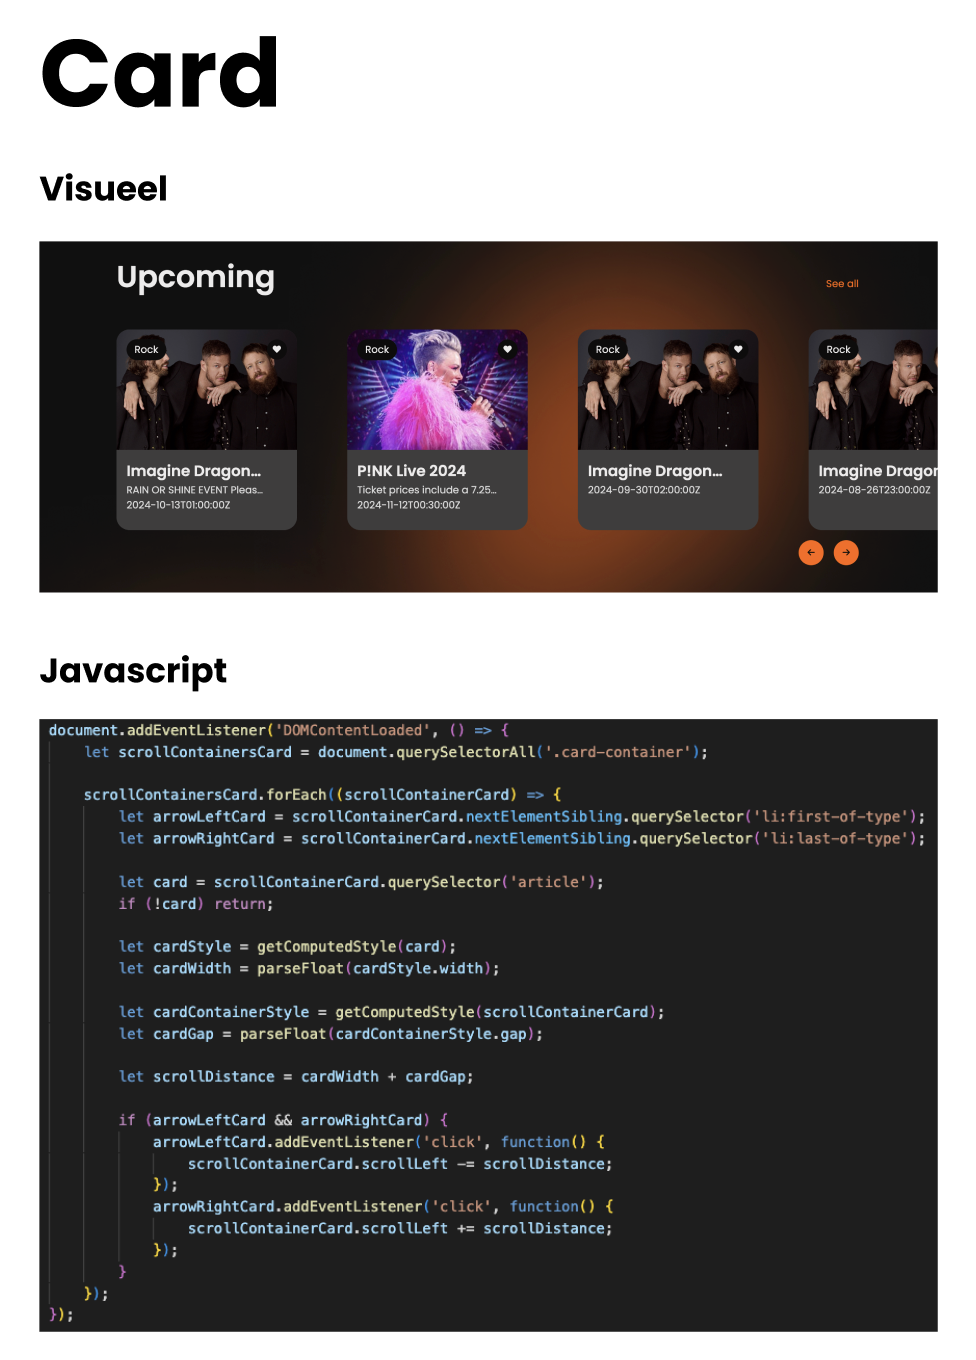 Card
Visueel
Upcoming
See all
Rock
Rock
Rock
Rock
Imagine Dragon...
P!NK Live 2024
Imagine Dragon...
Imagine Dragon
RAIN OR SHINE EVENT Pleas...
Ticket prices include a 7.25...
2024-09-30T02:00:00Z
2024-08-26T23:00:00Z
2024-10-13T01:00:00Z
2024-11-12T00:30:00Z
Javascript
document.addEventListener('DOMContentLoaded', () => {
    let scrollContainersCard = document.querySelectorAll('.card-container');
    scrollContainersCard.forEach((scrollContainerCard) => {
        let arrowLeftCard = scrollContainerCard.nextElementSibling.querySelector('li:first-of-type');
        let arrowRightCard = scrollContainerCard.nextElementSibling.querySelector('li:last-of-type');
        let card = scrollContainerCard.querySelector('article');
        if (!card) return;
        let cardStyle = getComputedStyle(card);
        let cardWidth = parseFloat(cardStyle.width);
        let cardContainerStyle = getComputedStyle(scrollContainerCard);
        let cardGap = parseFloat(cardContainerStyle.gap);
        let scrollDistance = cardWidth + cardGap;
        if (arrowLeftCard && arrowRightCard) {
            arrowLeftCard.addEventListener('click', function() {
                scrollContainerCard.scrollLeft -= scrollDistance;
            });
            arrowRightCard.addEventListener('click', function() {
                scrollContainerCard.scrollLeft += scrollDistance;
            });
        }
    });
});